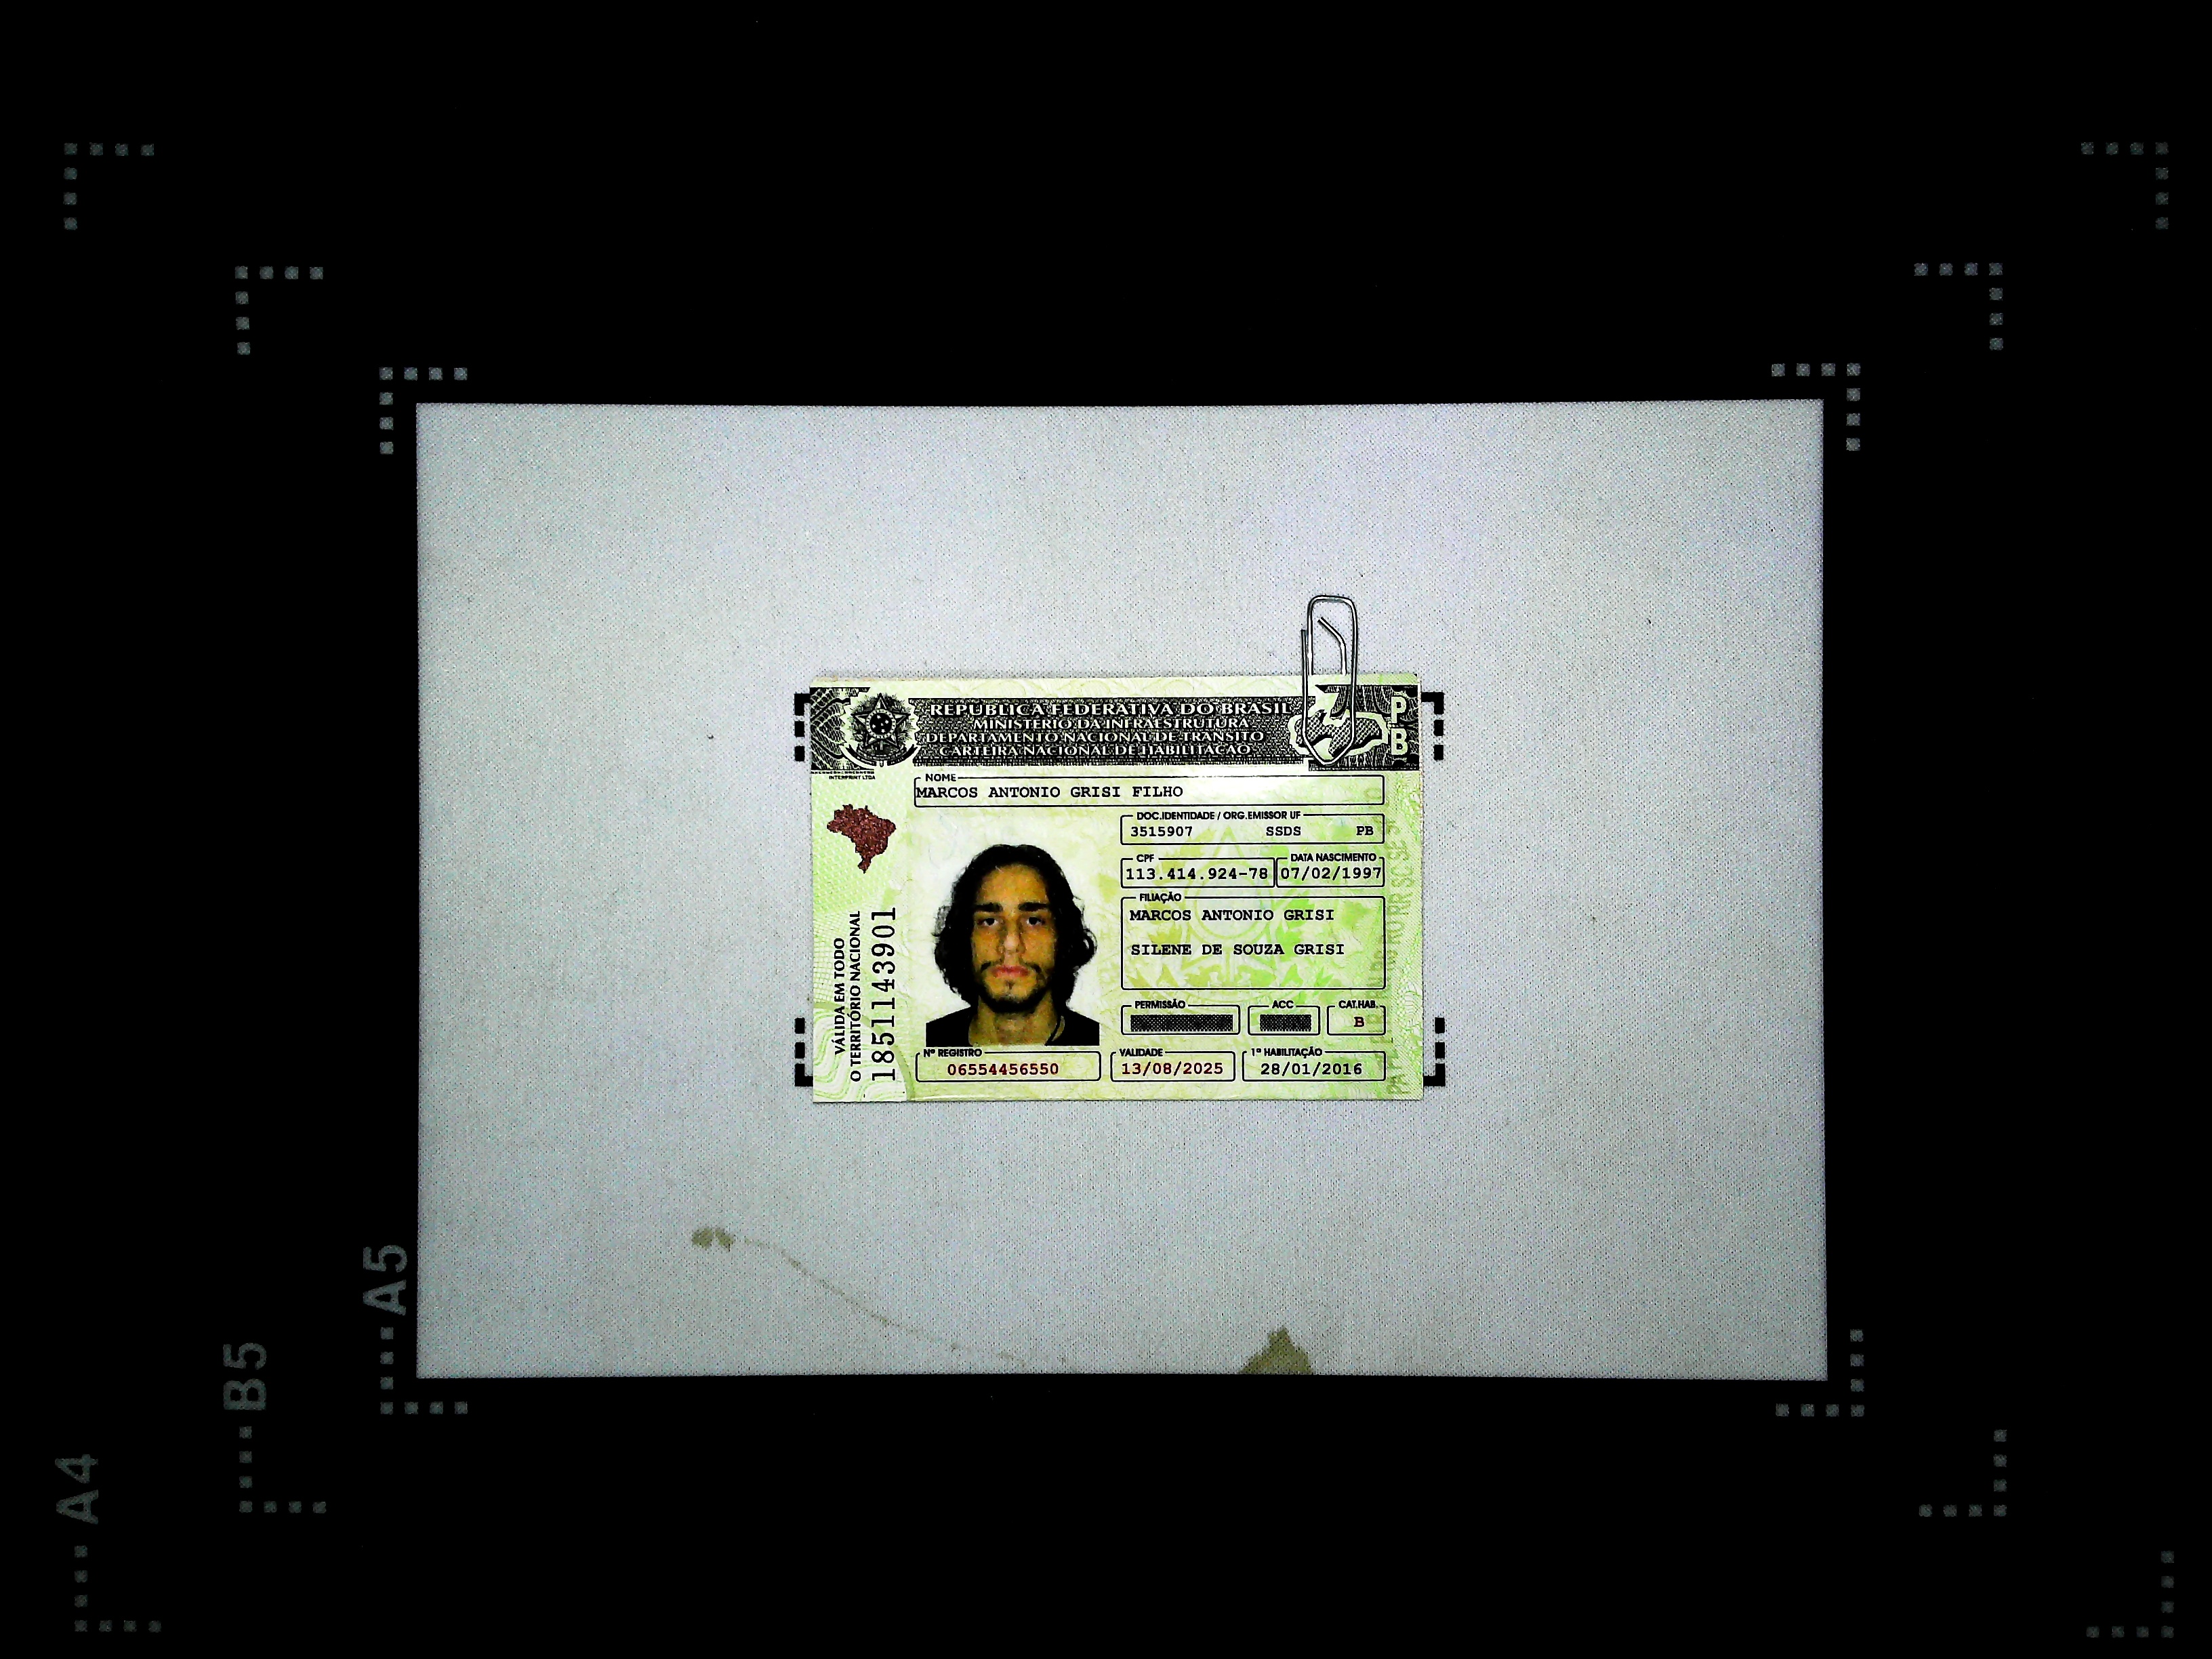 REPÚBLICA FEDERATIVA DO BRASIL
MINISTÉRIO DA INFRAESTRUTURA
DEPARTAMENTO NACIONAL DE TRÂNSITO
CARTEIRA NACIONAL DE HABILITAÇÃO
PB
INTERPRINT LTDA
NOME
MARCOS ANTONIO GRISI FILHO
DOC.IDENTIDADE / ORG.EMISSOR UF
3515907 SSDS PB
CPF DATA NASCIMENTO
113.414.924-78 07/02/1997
FILIAÇÃO
MARCOS ANTONIO GRISI
SILENE DE SOUZA GRISI
PERMISSÃO ACC CAT.HAB.
B
Nº REGISTRO VALIDADE 1ª HABILITAÇÃO
06554456550 13/08/2025 28/01/2016
VÁLIDA EM TODO
O TERRITÓRIO NACIONAL
1851143901
A5
B5
A4